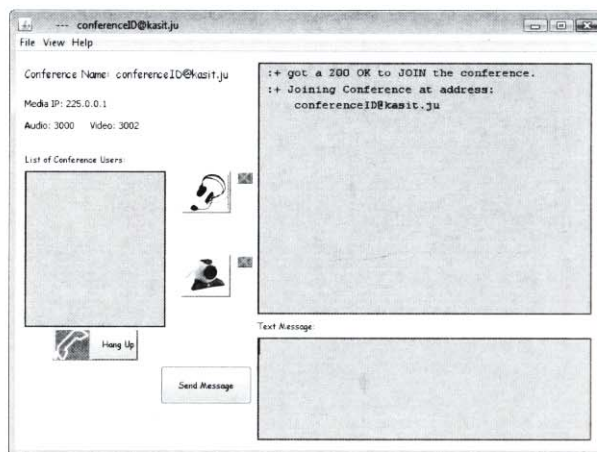 --- conferenceID@kasit.ju
File View Help
Conference Name: conferenceID@kasit.ju
Media IP: 225.0.0.1
Audio: 3000 Video: 3002
List of Conference Users:
Hang Up
Send Message
:+ got a 200 OK to JOIN the conference.
:+ Joining Conference at address:
conferenceID@kasit.ju
Text Message: